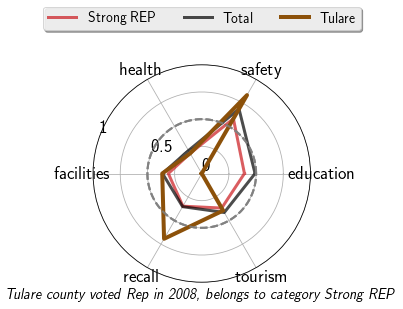 Strong REP Total Tulare
health safety
1
0.5
0
facilities education
recall tourism
Tulare county voted Rep in 2008, belongs to category Strong REP